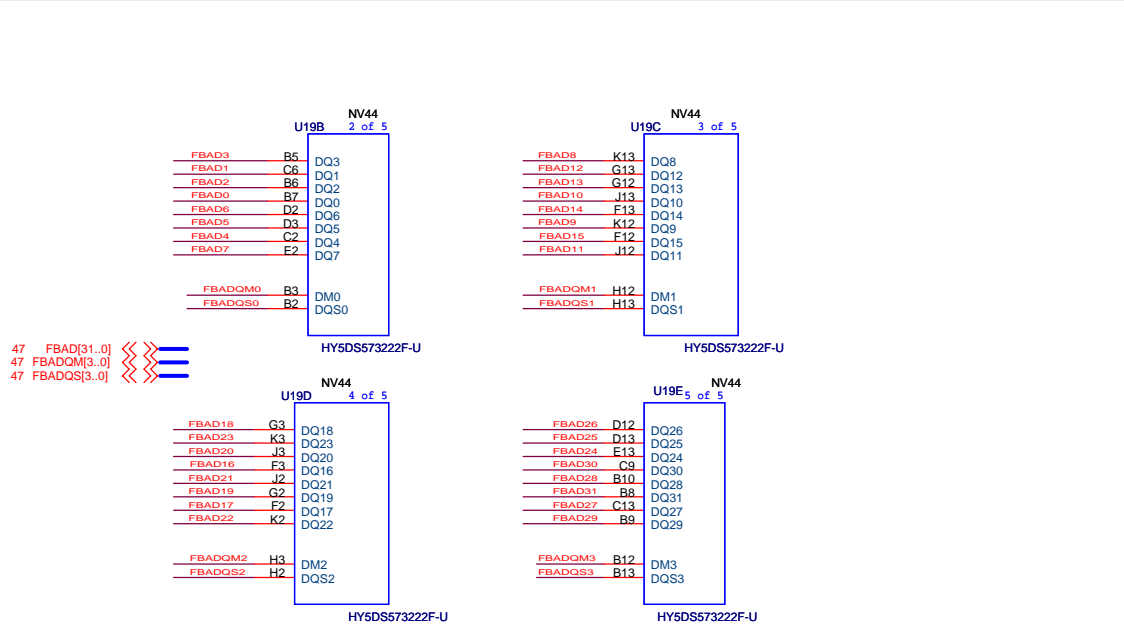 NV44
U19B 2 of 5
FBAD3 B5 DQ3
FBAD1 C6 DQ1
FBAD2 B6 DQ2
FBAD0 B7 DQ0
FBAD6 D2 DQ6
FBAD5 D3 DQ5
FBAD4 C2 DQ4
FBAD7 E2 DQ7
FBADQM0 B3 DM0
FBADQS0 B2 DQS0
HY5DS573222F-U
NV44
U19C 3 of 5
FBAD8 K13 DQ8
FBAD12 G13 DQ12
FBAD13 G12 DQ13
FBAD10 J13 DQ10
FBAD14 F13 DQ14
FBAD9 K12 DQ9
FBAD15 F12 DQ15
FBAD11 J12 DQ11
FBADQM1 H12 DM1
FBADQS1 H13 DQS1
HY5DS573222F-U
47 FBAD[31..0]
47 FBADQM[3..0]
47 FBADQS[3..0]
NV44
U19D 4 of 5
FBAD18 G3 DQ18
FBAD23 K3 DQ23
FBAD20 J3 DQ20
FBAD16 F3 DQ16
FBAD21 J2 DQ21
FBAD19 G2 DQ19
FBAD17 F2 DQ17
FBAD22 K2 DQ22
FBADQM2 H3 DM2
FBADQS2 H2 DQS2
HY5DS573222F-U
NV44
U19E 5 of 5
FBAD26 D12 DQ26
FBAD25 D13 DQ25
FBAD24 E13 DQ24
FBAD30 C9 DQ30
FBAD28 B10 DQ28
FBAD31 B8 DQ31
FBAD27 C13 DQ27
FBAD29 B9 DQ29
FBADQM3 B12 DM3
FBADQS3 B13 DQS3
HY5DS573222F-U